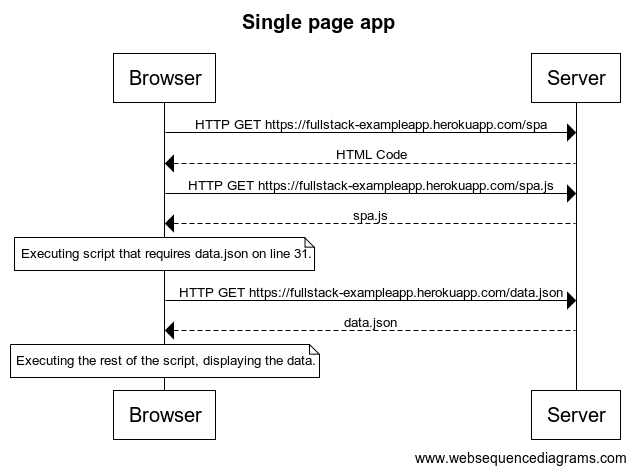 Single page app
Browser
Server
HTTP GET https://fullstack-exampleapp.herokuapp.com/spa
HTML Code
HTTP GET https://fullstack-exampleapp.herokuapp.com/spa.js
spa.js
Executing script that requires data.json on line 31.
HTTP GET https://fullstack-exampleapp.herokuapp.com/data.json
data.json
Executing the rest of the script, displaying the data.
Browser
Server
www.websequencediagrams.com